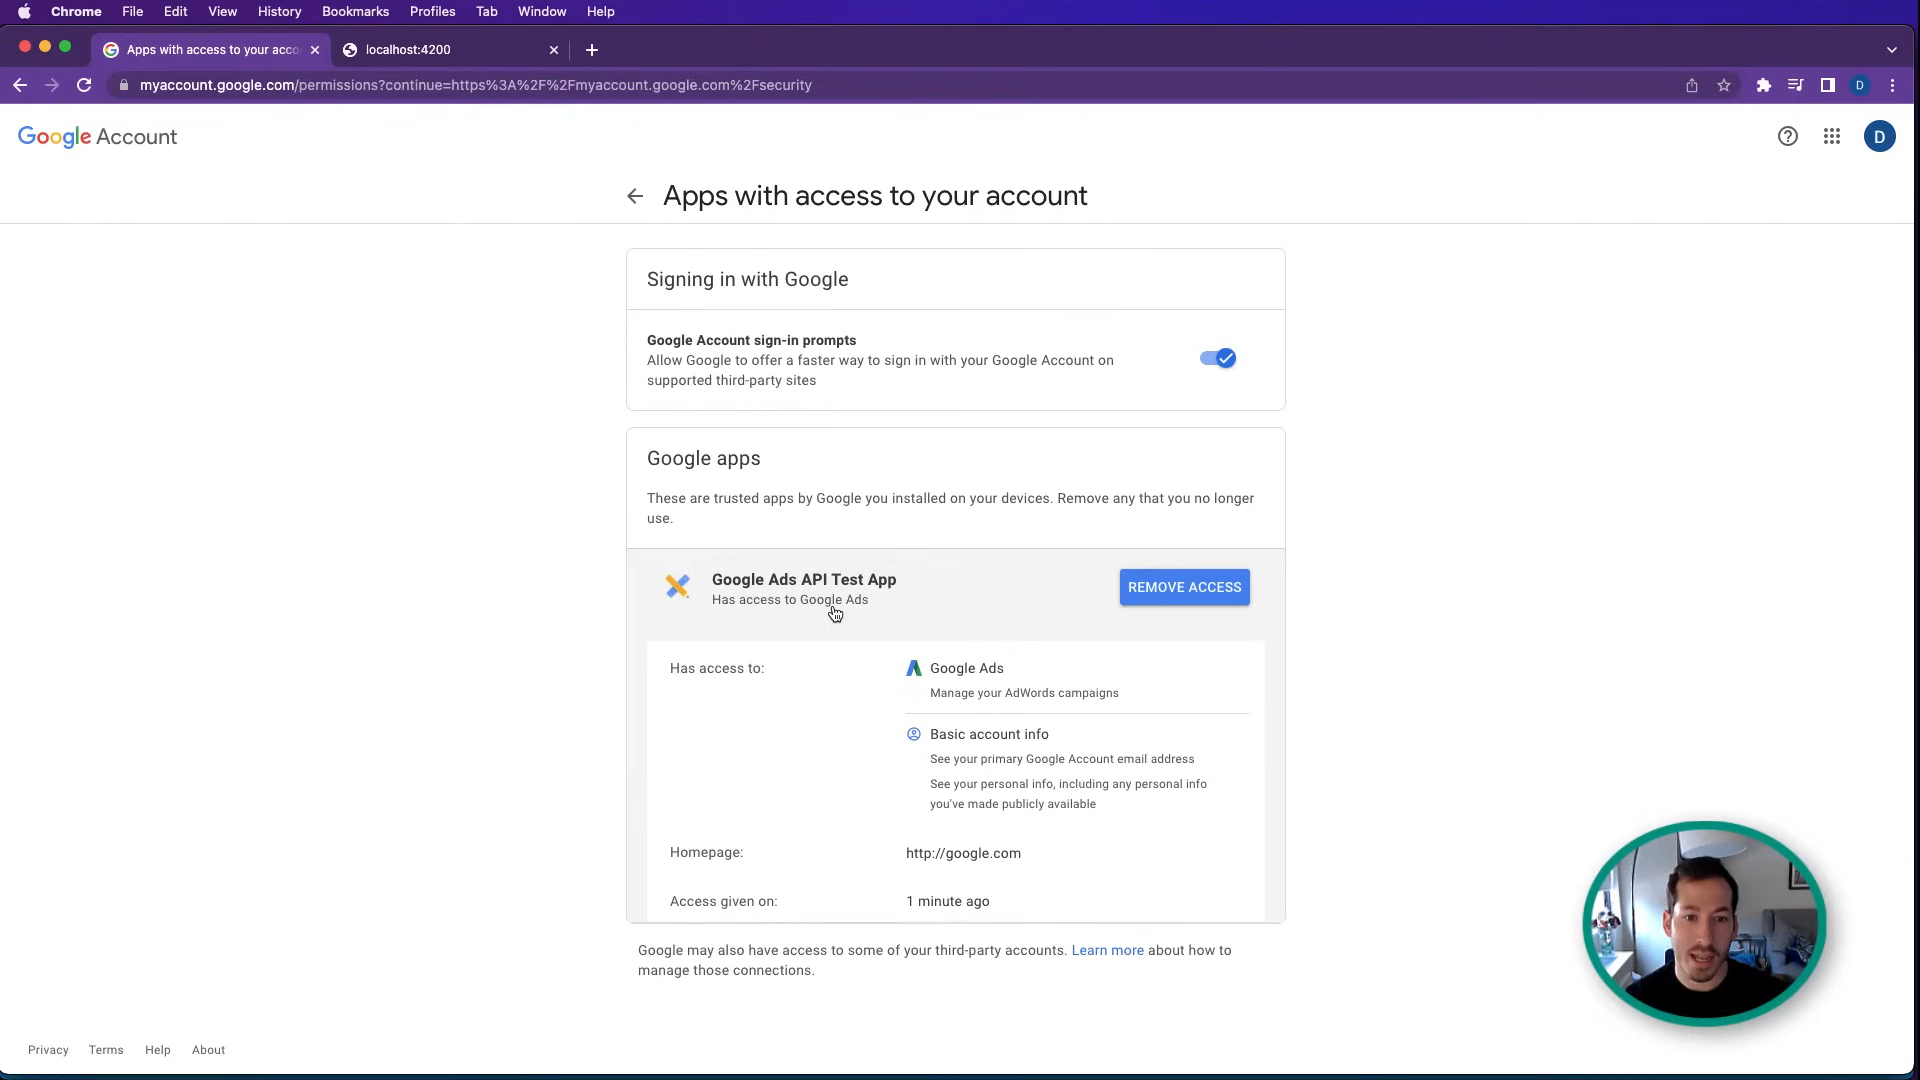 Chrome File Edit View History Bookmarks Profiles Tab Window Help
Apps with access to your acco
localhost:4200
myaccount.google.com/permissions?continue=https%3A%2F%2Fmyaccount.google.com%2Fsecurity
D
Google Account
D
Apps with access to your account
Signing in with Google
Google Account sign-in prompts
Allow Google to offer a faster way to sign in with your Google Account on
supported third-party sites
Google apps
These are trusted apps by Google you installed on your devices. Remove any that you no longer
use.
Google Ads API Test App
Has access to Google Ads
REMOVE ACCESS
Has access to:
Google Ads
Manage your AdWords campaigns
Basic account info
See your primary Google Account email address
See your personal info, including any personal info
you've made publicly available
Homepage:
http://google.com
Access given on:
1 minute ago
Google may also have access to some of your third-party accounts. Learn more about how to
manage those connections.
Privacy Terms Help About